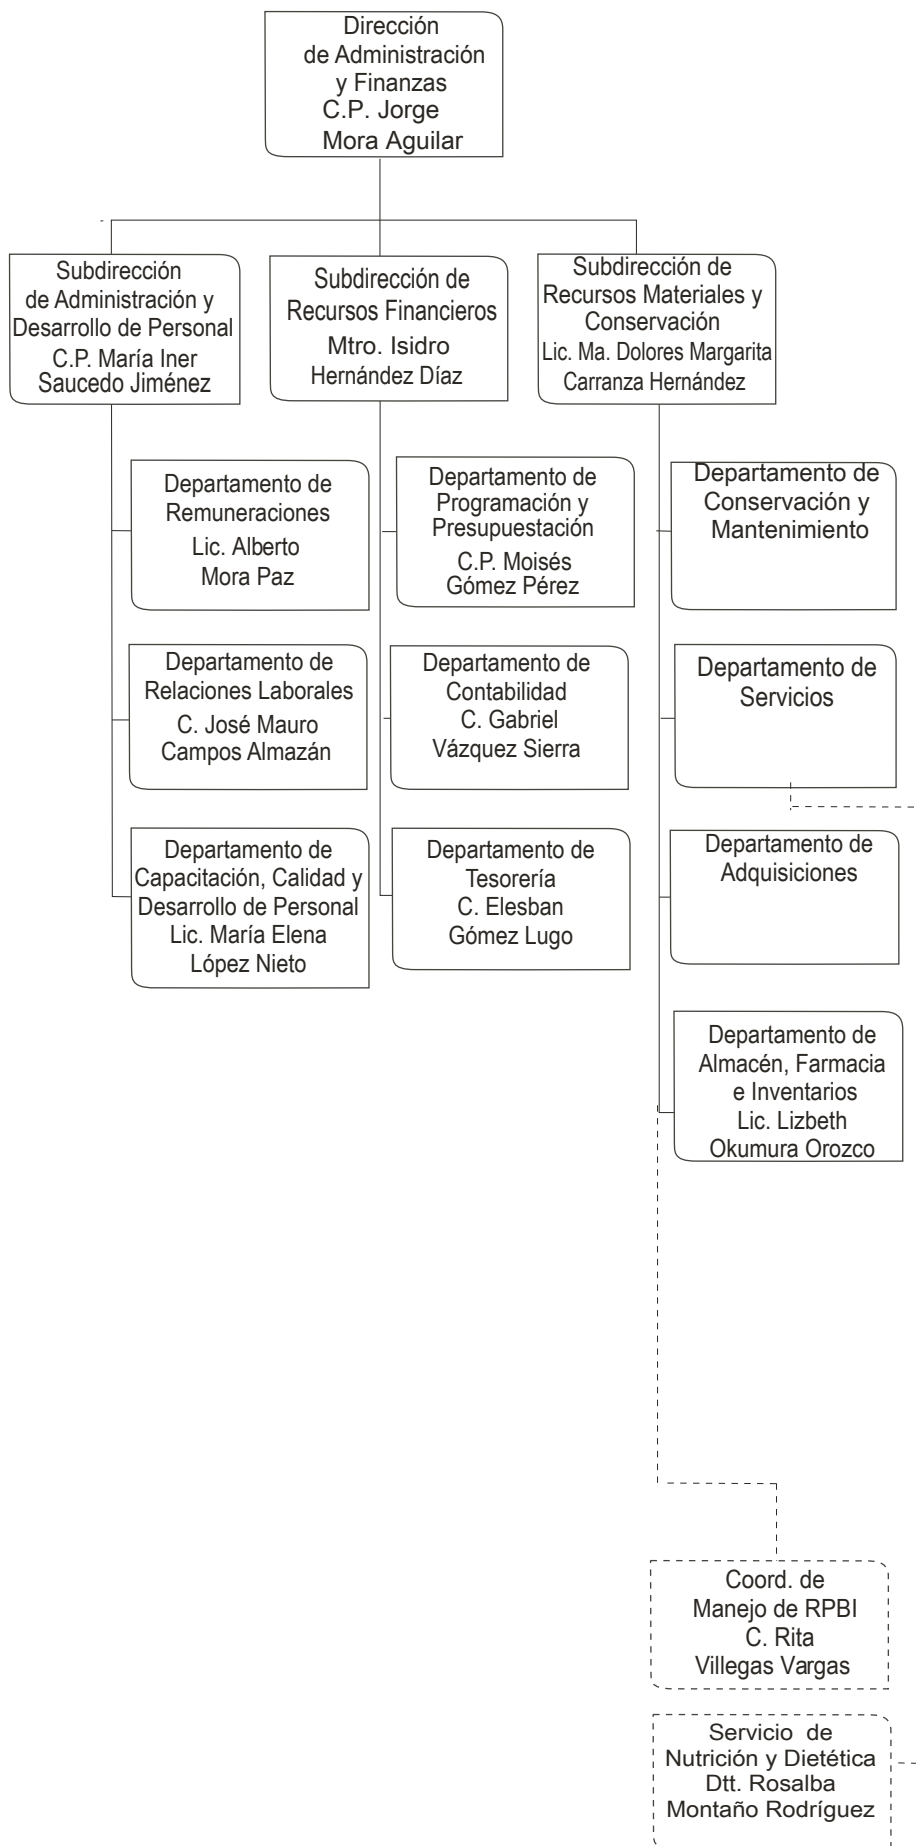 Dirección
de Administración
y Finanzas
C.P. Jorge
Mora Aguilar
Subdirección
de Administración y
Desarrollo de Personal
C.P. María Iner
Saucedo Jiménez
Subdirección de
Recursos Financieros
Mtro. Isidro
Hernández Díaz
Subdirección de
Recursos Materiales y
Conservación
Lic. Ma. Dolores Margarita
Carranza Hernández
Departamento de
Remuneraciones
Lic. Alberto
Mora Paz
Departamento de
Programación y
Presupuestación
C.P. Moisés
Gómez Pérez
Departamento de
Conservación y
Mantenimiento
Departamento de
Relaciones Laborales
C. José Mauro
Campos Almazán
Departamento de
Contabilidad
C. Gabriel
Vázquez Sierra
Departamento de
Servicios
Departamento de
Capacitación, Calidad y
Desarrollo de Personal
Lic. María Elena
López Nieto
Departamento de
Tesorería
C. Elesban
Gómez Lugo
Departamento de
Adquisiciones
Departamento de
Almacén, Farmacia
e Inventarios
Lic. Lizbeth
Okumura Orozco
Coord. de
Manejo de RPBI
C. Rita
Villegas Vargas
Servicio de
Nutrición y Dietética
Dtt. Rosalba
Montaño Rodríguez